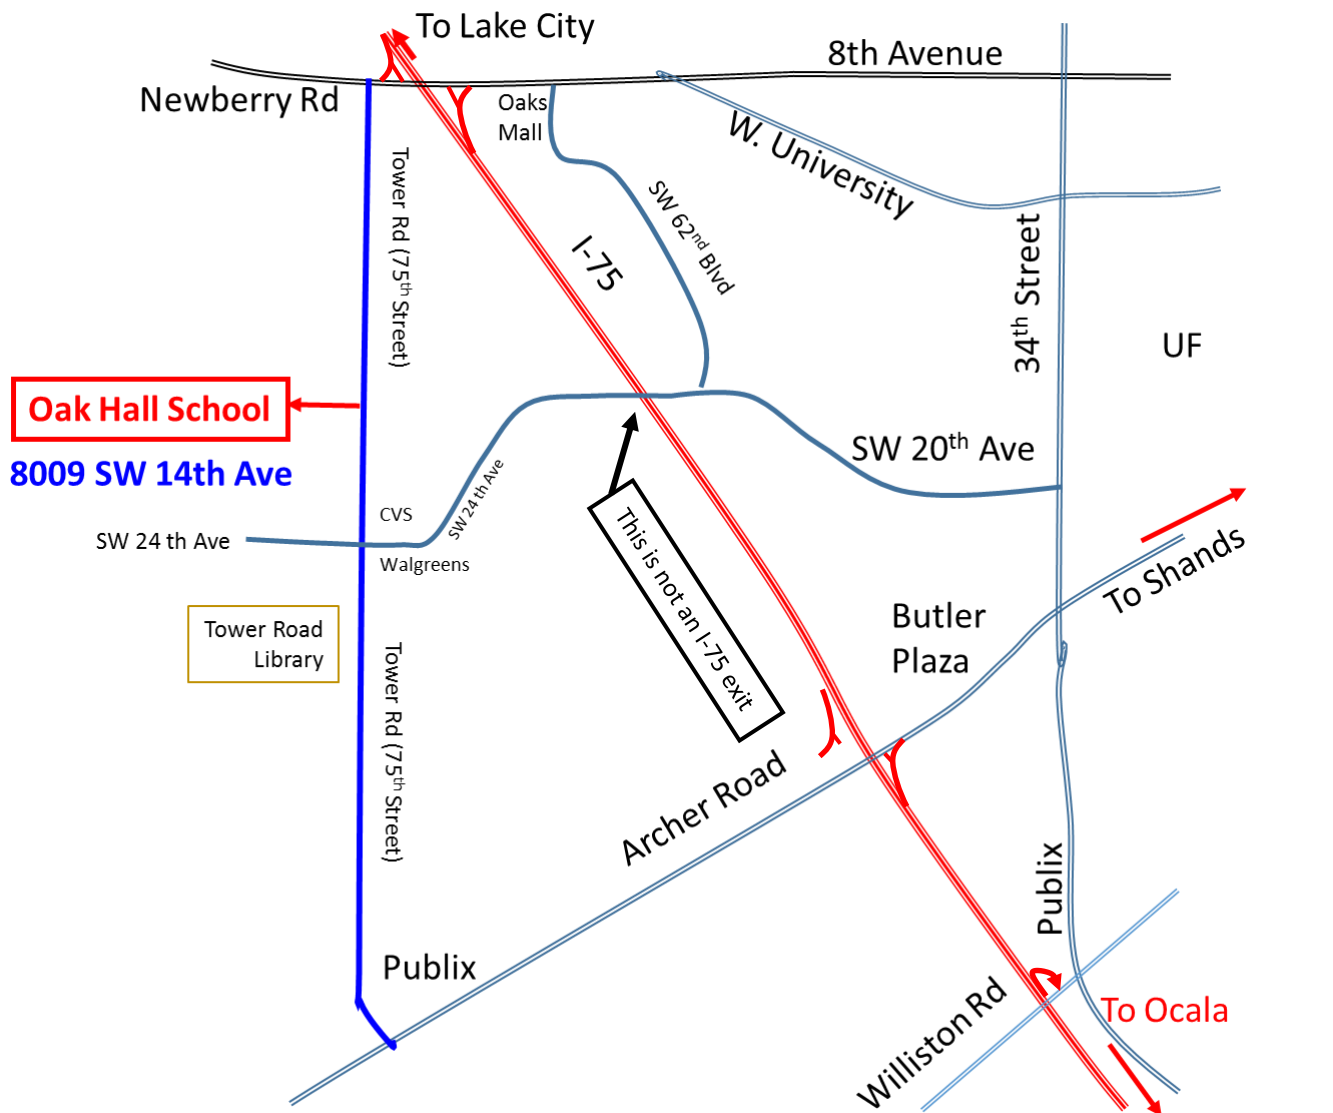 To Lake City
8th Avenue
Newberry Rd
Oaks
Mall
W. University
Tower Rd (75th Street)
SW 62nd Blvd
I-75
34th Street
UF
Oak Hall School
8009 SW 14th Ave
SW 20th Ave
CVS
SW 24 th Ave
SW 24 th Ave
Walgreens
This is not an I-75 exit
To Shands
Butler
Plaza
Tower Road
Library
Tower Rd (75th Street)
Archer Road
Publix
Publix
Williston Rd
To Ocala